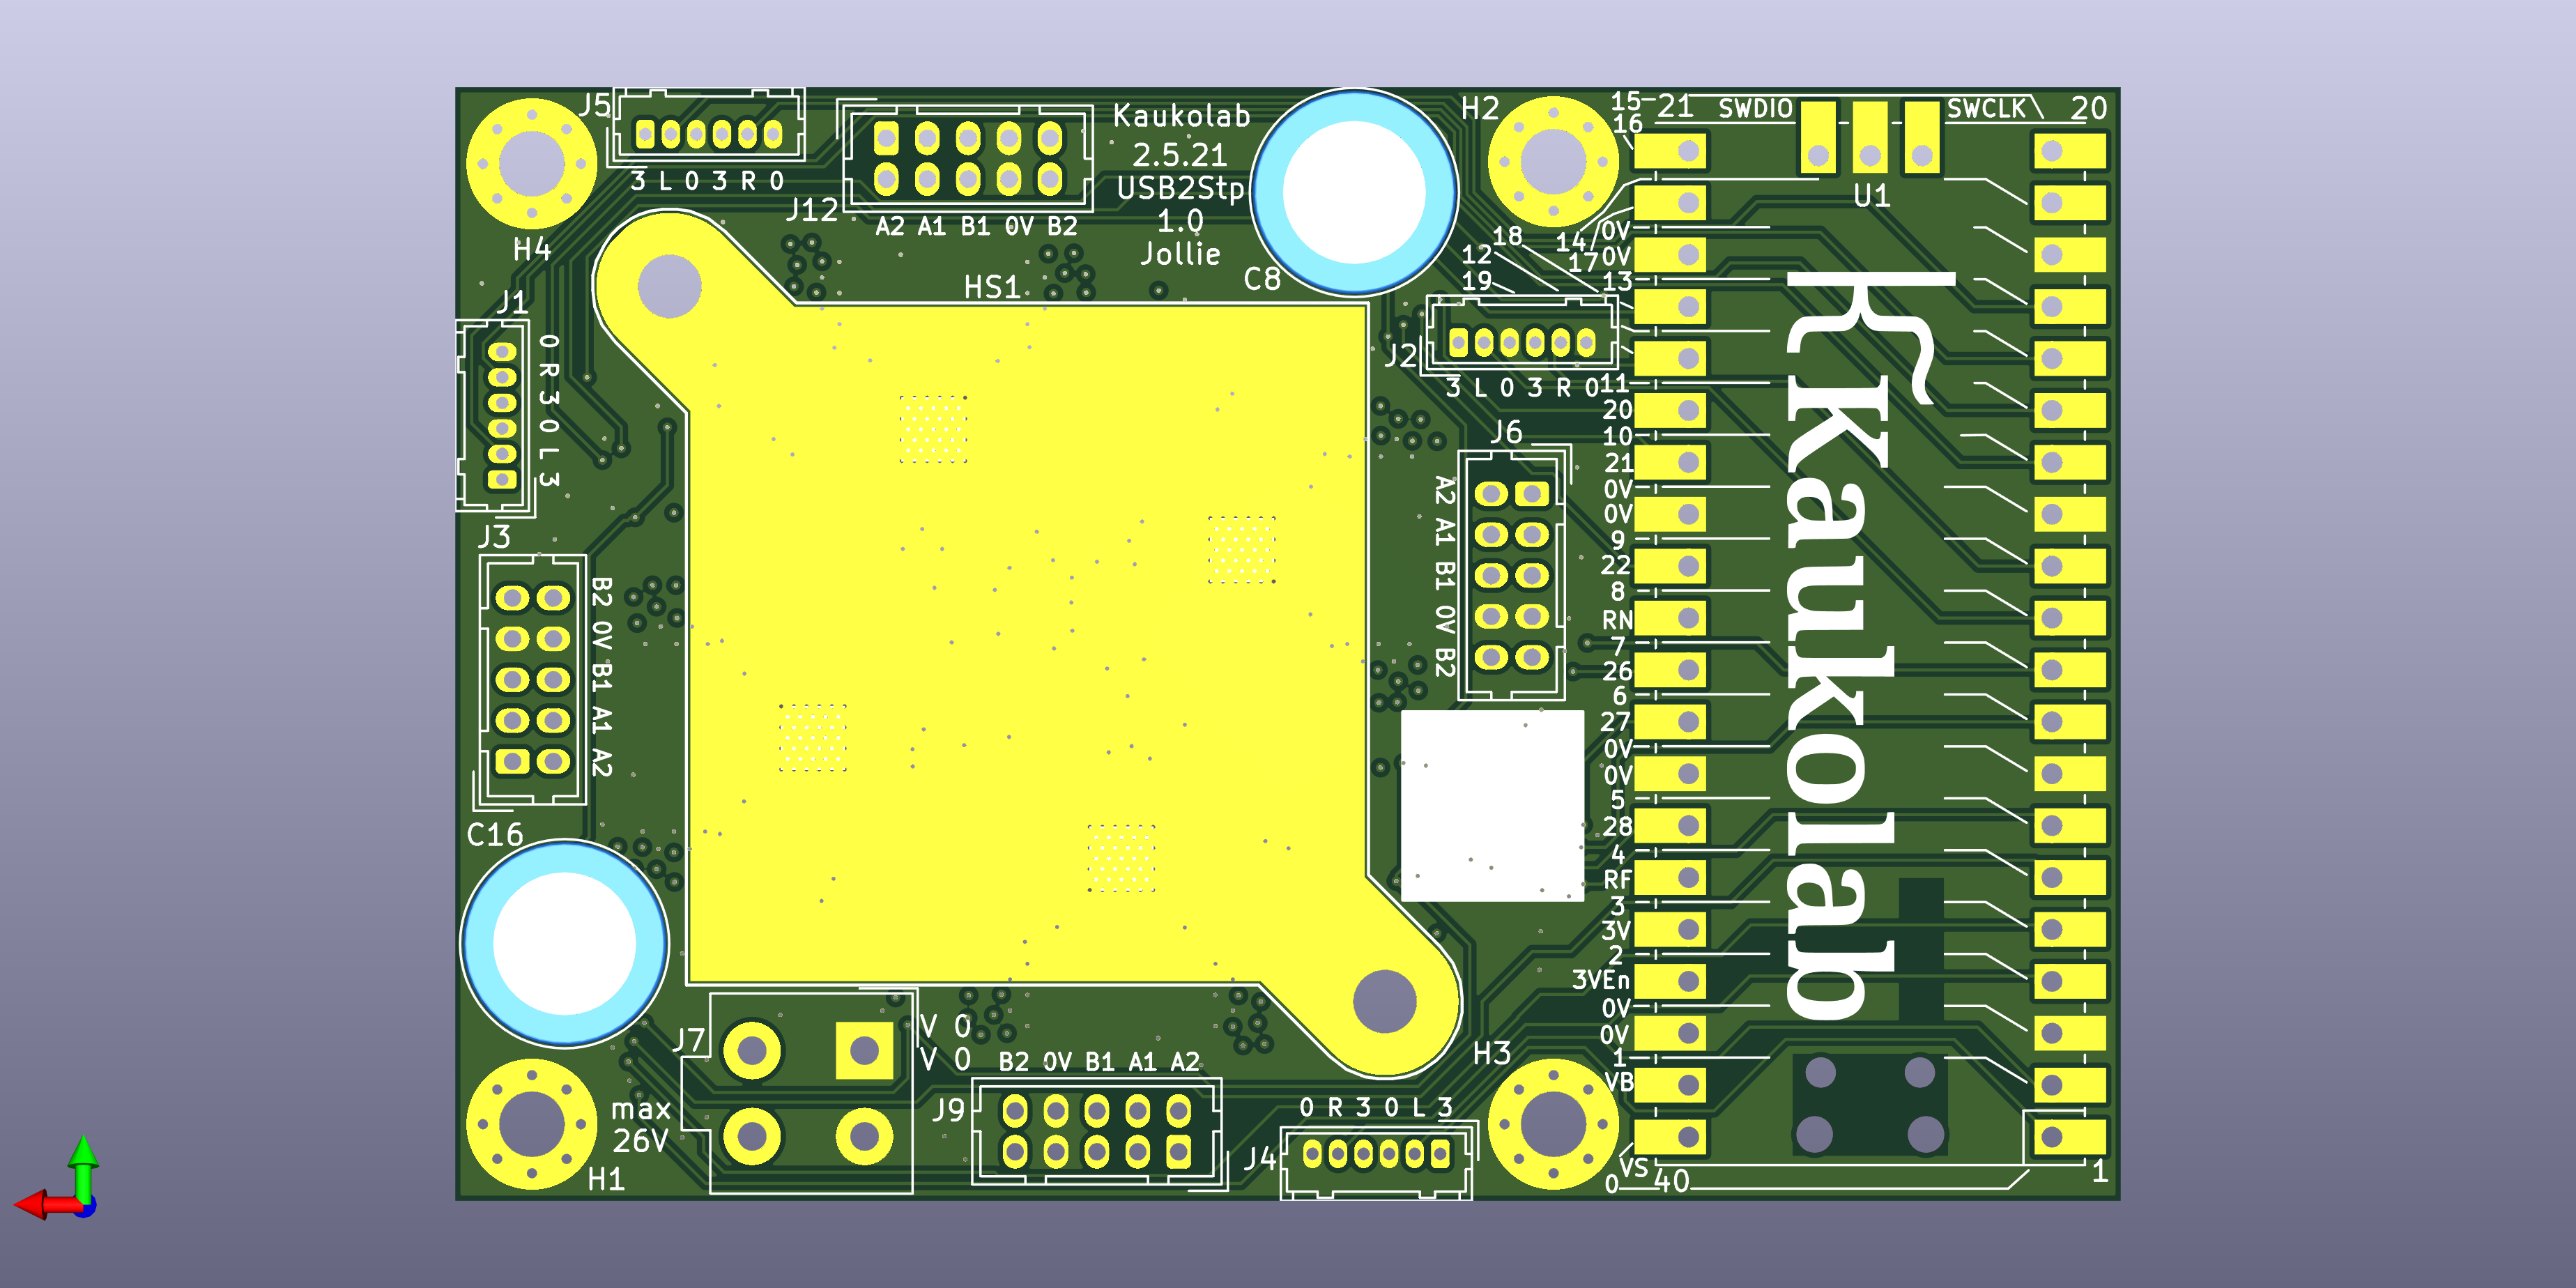 J5
3 L 0 3 R 0
H4
J12
A2 A1 B1 0V B2
Kaukolab
2.5.21
USB2Stp
1.0
Jollie
C8
HS1
H2
15-21
16
SWDIO
SWCLK
20
U1
14
0V
18
12
17
0V
19
13
J1
0 R 3 0 L 3
J2
3 L 0 3 R 0
11
20
10
21
0V
0V
9
22
8
RN
7
26
6
27
0V
0V
5
28
4
RF
3
3V
2
3VEn
0V
0V
1
VB
VS
0
40
1
Kaukolab
J6
A2 A1 B1 0V B2
J3
B2 0V B1 A1 A2
C16
J7
V 0
V 0
max
26V
H1
J9
B2 0V B1 A1 A2
H3
0 R 3 0 L 3
J4